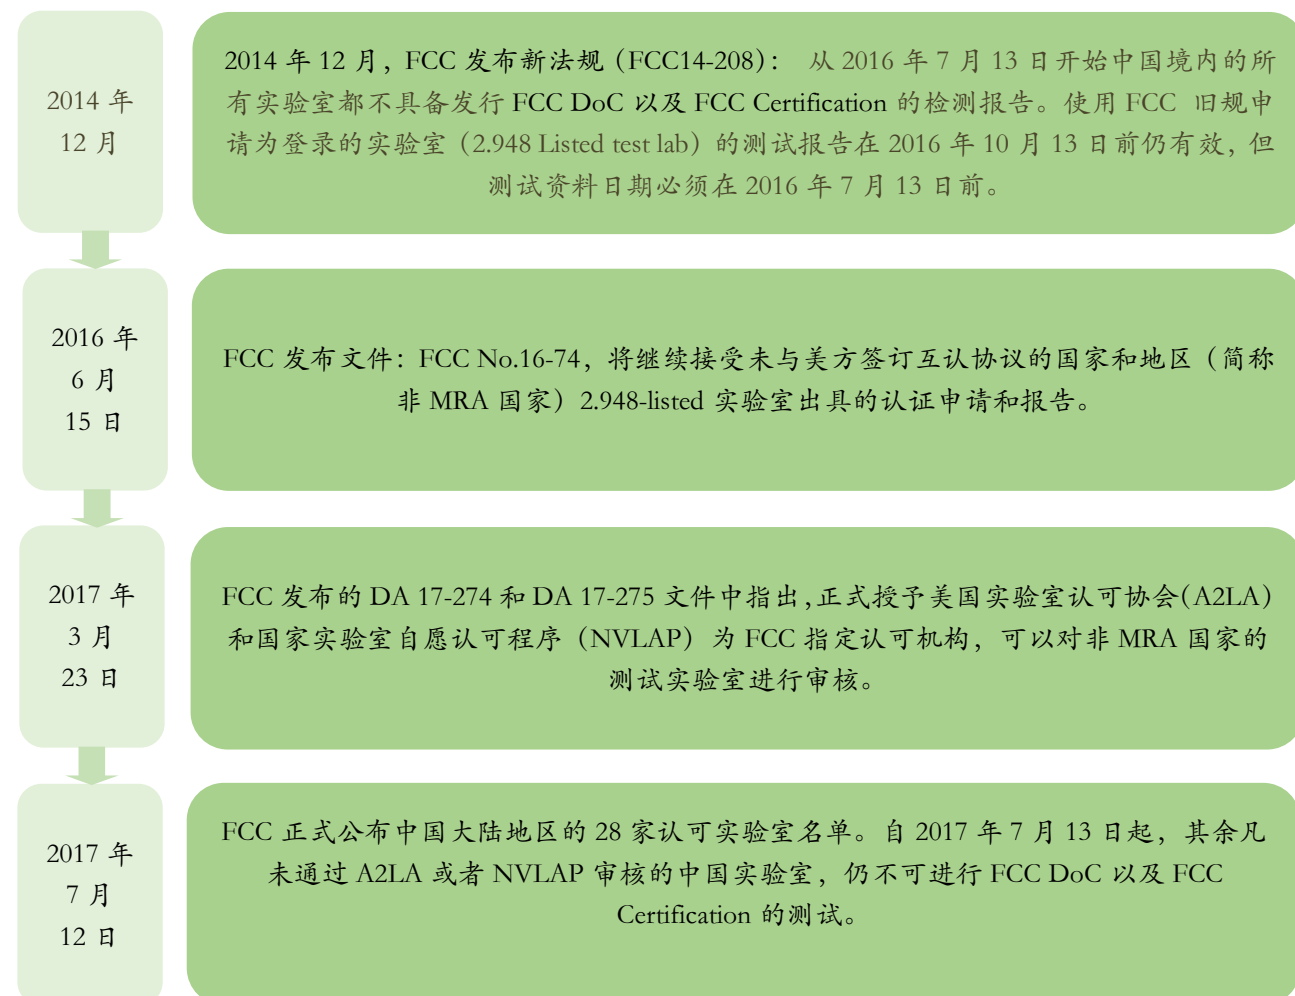 2014 年
12 月
2014 年 12 月，FCC 发布新法规（FCC14-208）： 从 2016 年 7 月 13 日开始中国境内的所
有实验室都不具备发行 FCC DoC 以及 FCC Certification 的检测报告。使用 FCC 旧规申
请为登录的实验室（2.948 Listed test lab）的测试报告在 2016 年 10 月 13 日前仍有效，但
测试资料日期必须在 2016 年 7 月 13 日前。
2016 年
6 月
15 日
FCC 发布文件：FCC No.16-74，将继续接受未与美方签订互认协议的国家和地区（简称
非 MRA 国家）2.948-listed 实验室出具的认证申请和报告。
2017 年
3 月
23 日
FCC 发布的 DA 17-274 和 DA 17-275 文件中指出，正式授予美国实验室认可协会(A2LA)
和国家实验室自愿认可程序（NVLAP）为 FCC 指定认可机构，可以对非 MRA 国家的
测试实验室进行审核。
2017 年
7 月
12 日
FCC 正式公布中国大陆地区的 28 家认可实验室名单。自 2017 年 7 月 13 日起，其余凡
未通过 A2LA 或者 NVLAP 审核的中国实验室，仍不可进行 FCC DoC 以及 FCC
Certification 的测试。